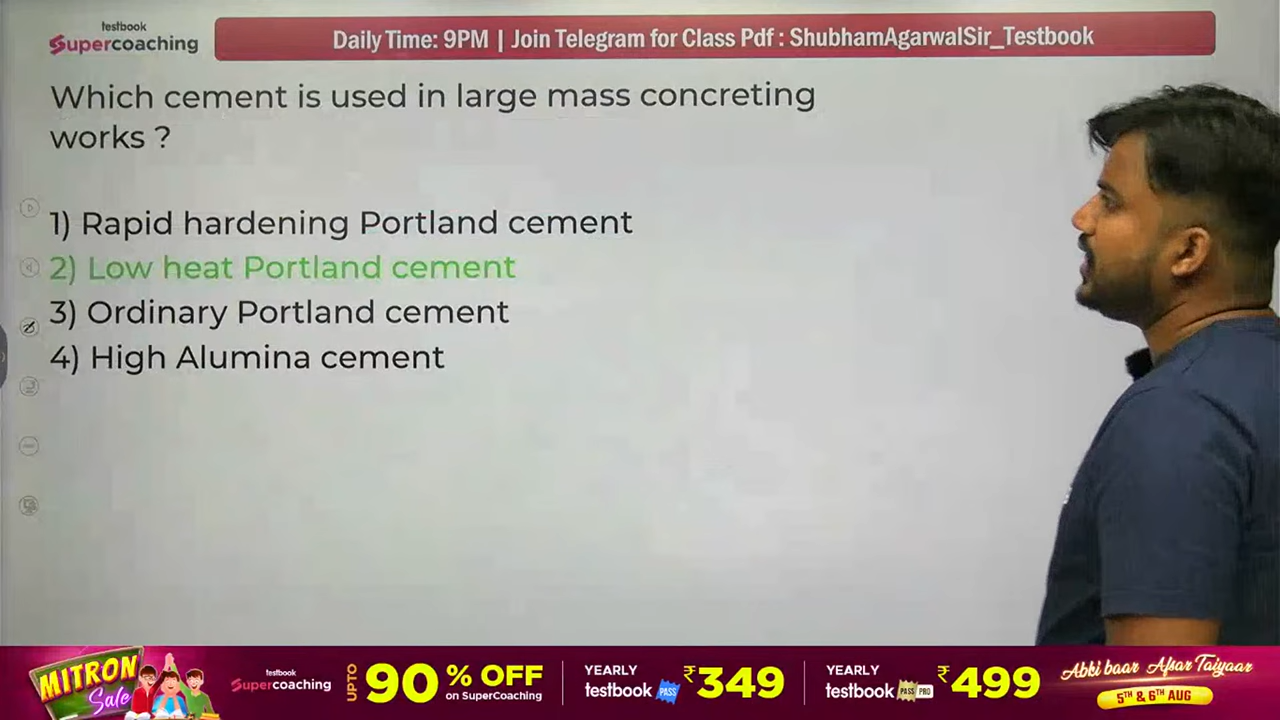 testbook
Supercoaching
Daily Time: 9PM | Join Telegram for Class Pdf : ShubhamAgarwalSir_Testbook
Which cement is used in large mass concreting
works ?
1) Rapid hardening Portland cement
2) Low heat Portland cement
3) Ordinary Portland cement
4) High Alumina cement
MITRON
Sale
testbook
Supercoaching
UPTO 90 % OFF
on SuperCoaching
YEARLY
testbook PASS
₹349
YEARLY
testbook PASS PRO
₹499
Abki baar Afsar Taiyaar
5TH & 6TH AUG